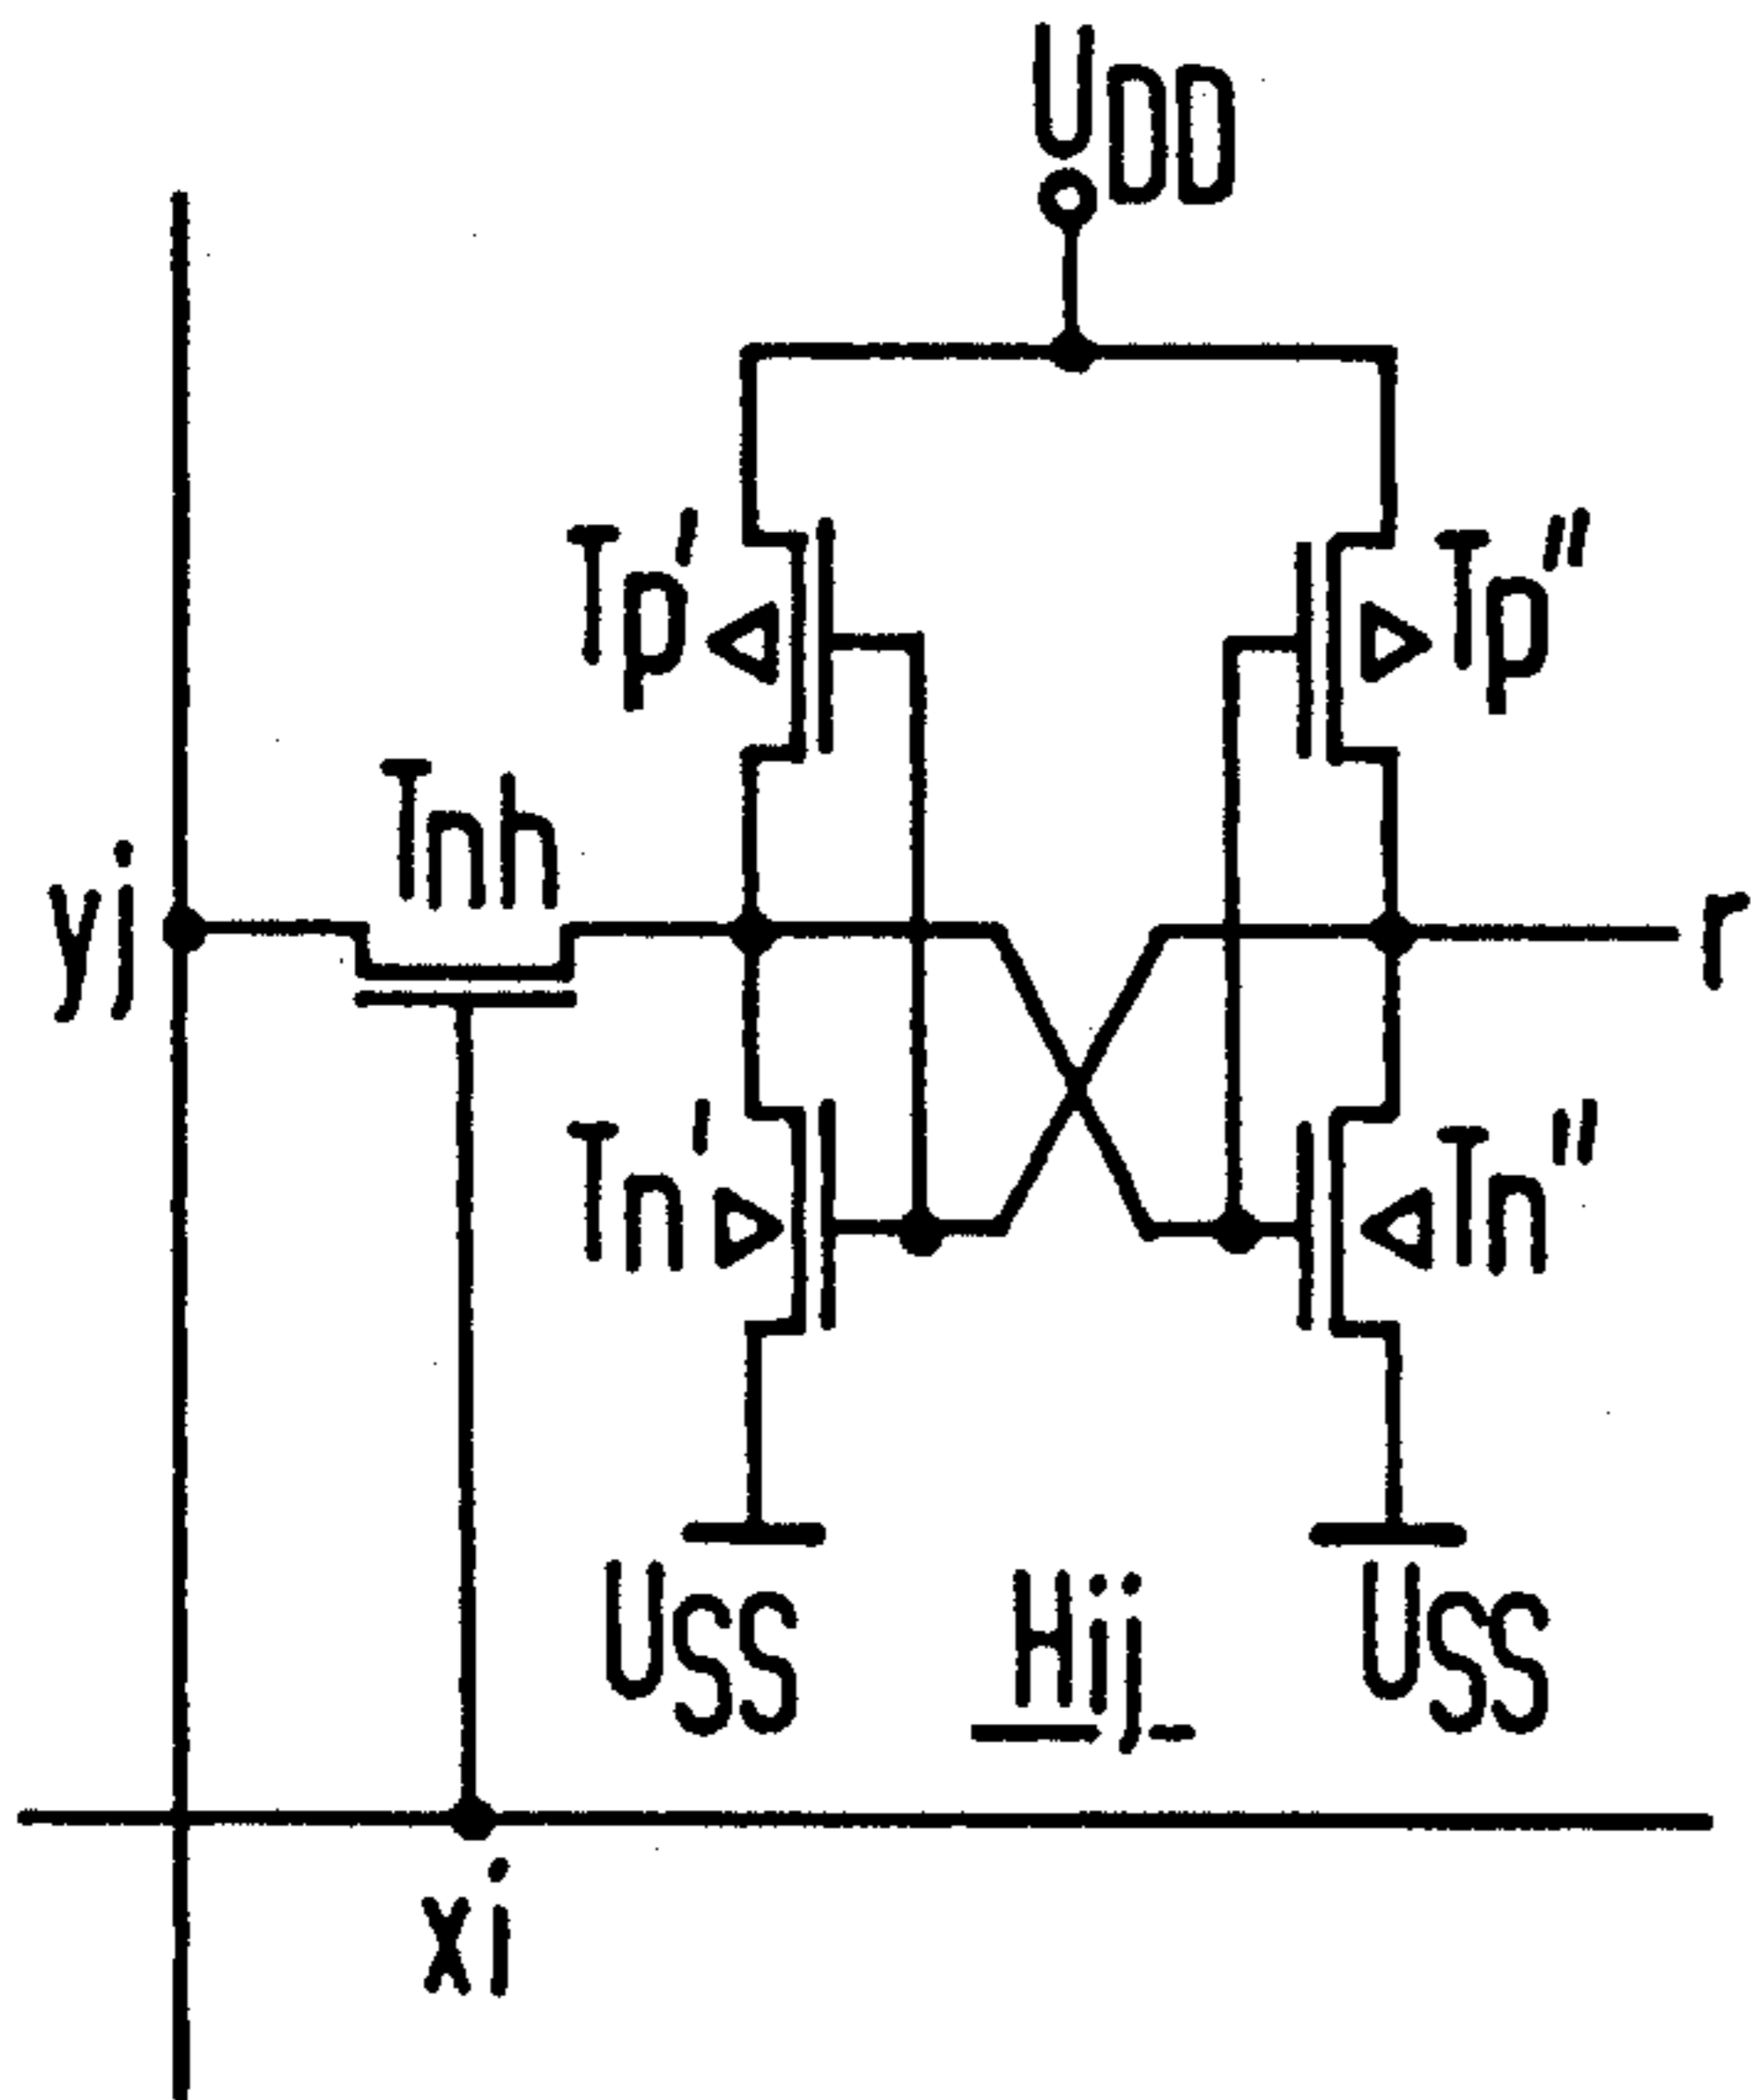 UDD
Tp'
Tp"
Tnh
yj
r
Tn'
Tn"
USS
Hij
USS
xi